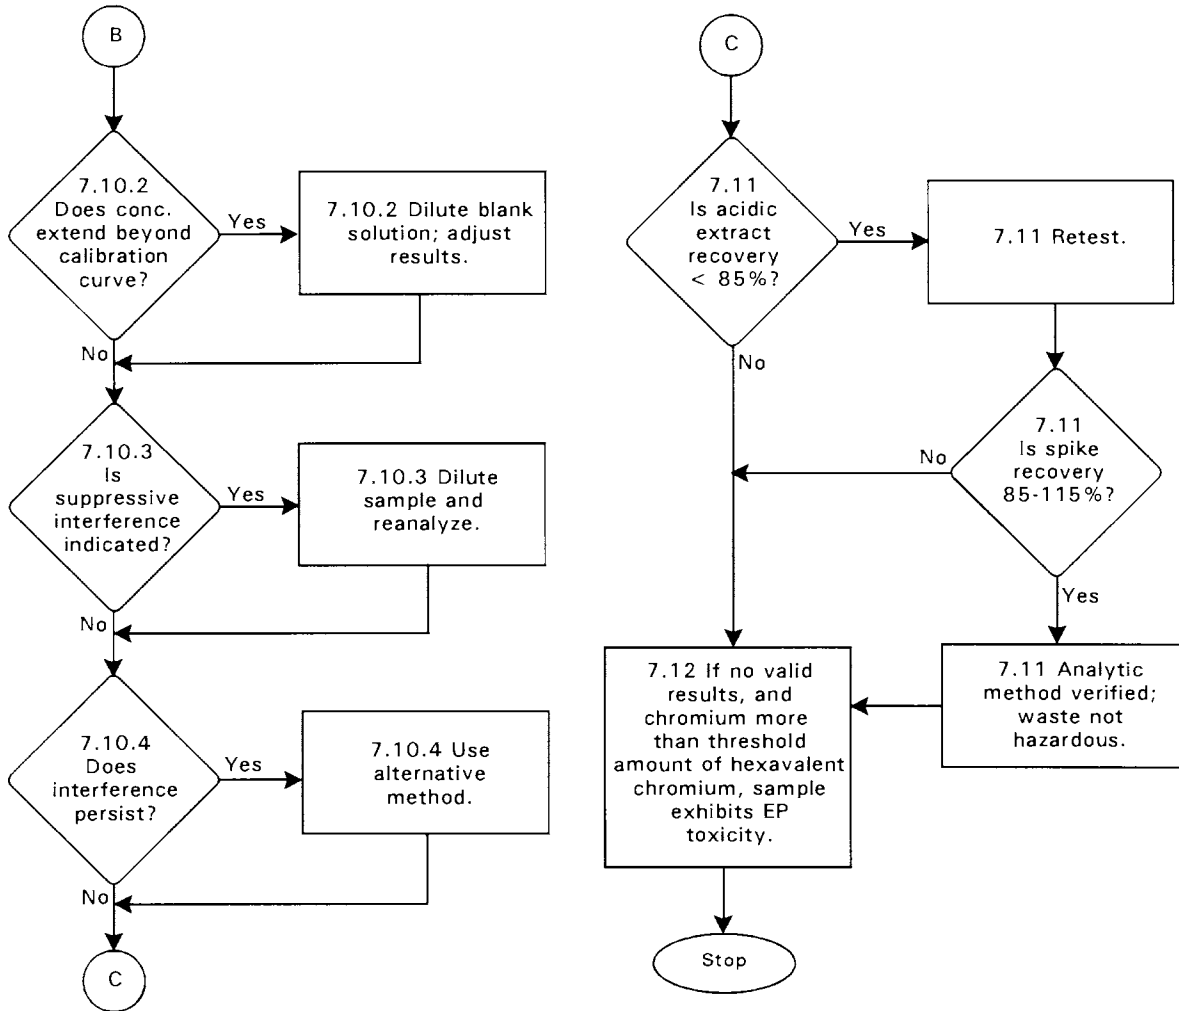 B
7.10.2
Does conc.
extend beyond
calibration
curve?
Yes
7.10.2 Dilute blank
solution; adjust
results.
No
7.10.3
Is
suppressive
interference
indicated?
Yes
7.10.3 Dilute
sample and
reanalyze.
No
7.10.4
Does
interference
persist?
Yes
7.10.4 Use
alternative
method.
No
C
C
7.11
Is acidic
extract
recovery
< 85%?
Yes
7.11 Retest.
No
7.11
Is spike
recovery
85-115%?
No
Yes
7.11 Analytic
method verified;
waste not
hazardous.
7.12 If no valid
results, and
chromium more
than threshold
amount of hexavalent
chromium, sample
exhibits EP
toxicity.
Stop